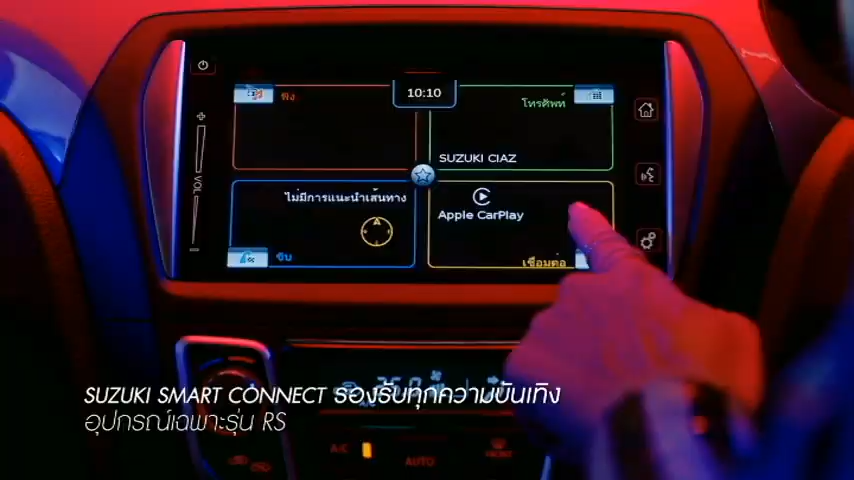 10:10
ฟัง
โทรศัพท์
SUZUKI CIAZ
VOL
ไม่มีการแนะนำเส้นทาง
Apple CarPlay
ขับ
เชื่อมต่อ
SUZUKI SMART CONNECT รองรับทุกความบันเทิง
อุปกรณ์เฉพาะรุ่น RS
A/C
AUTO
FRONT